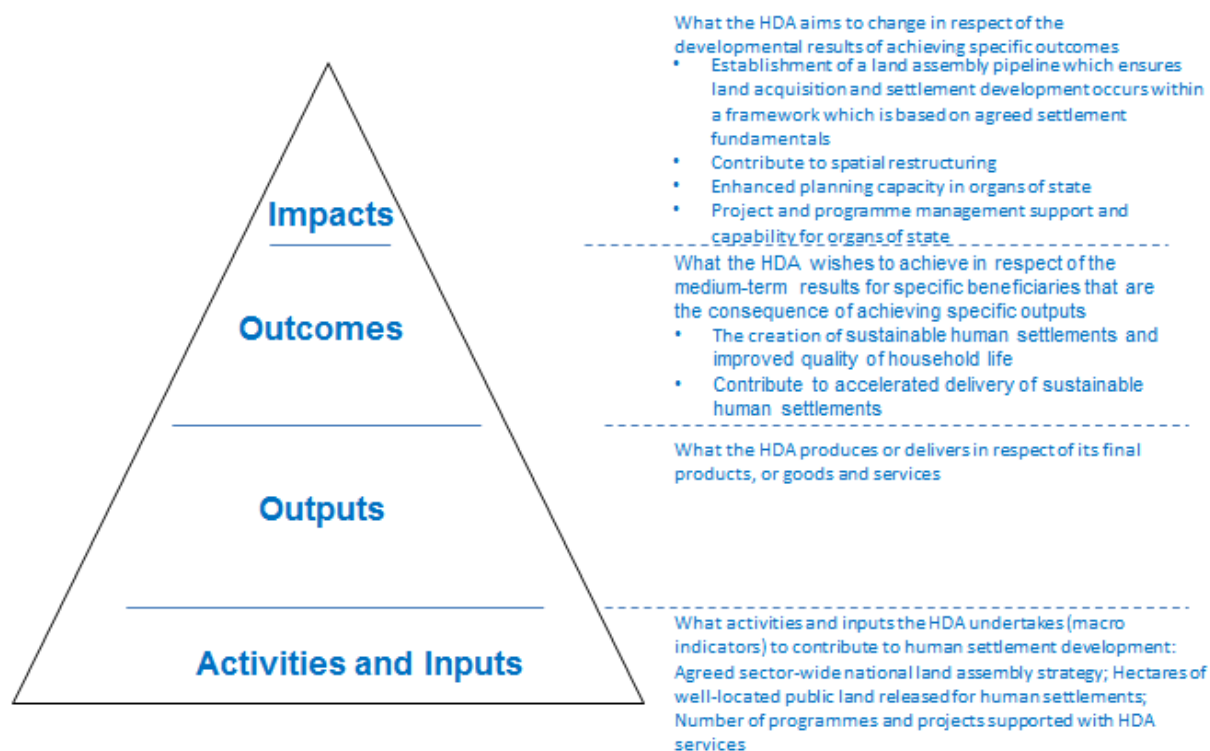 What the HDA aims to change in respect of the
developmental results of achieving specific outcomes
• Establishment of a land assembly pipeline which ensures
land acquisition and settlement development occurs within
a framework which is based on agreed settlement
fundamentals
• Contribute to spatial restructuring
• Enhanced planning capacity in organs of state
• Project and programme management support and
capability for organs of state
Impacts
What the HDA wishes to achieve in respect of the
medium-term results for specific beneficiaries that are
the consequence of achieving specific outputs
• The creation of sustainable human settlements and
improved quality of household life
• Contribute to accelerated delivery of sustainable
human settlements
Outcomes
What the HDA produces or delivers in respect of its final
products, or goods and services
Outputs
What activities and inputs the HDA undertakes (macro
indicators) to contribute to human settlement development:
Agreed sector-wide national land assembly strategy; Hectares of
well-located public land released for human settlements;
Number of programmes and projects supported with HDA
services
Activities and Inputs